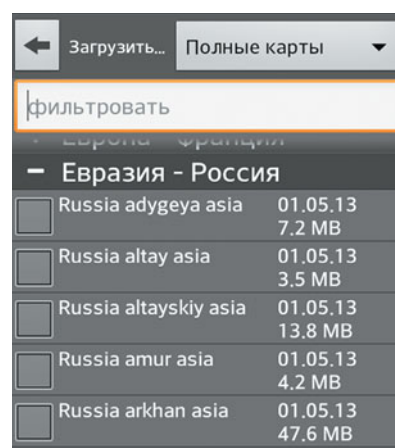 Загрузить... Полные карты
фильтровать
Европа - Франция
Евразия - Россия
Russia adygeya asia 01.05.13
7.2 MB
Russia altay asia 01.05.13
3.5 MB
Russia altayskiy asia 01.05.13
13.8 MB
Russia amur asia 01.05.13
4.2 MB
Russia arkhan asia 01.05.13
47.6 MB